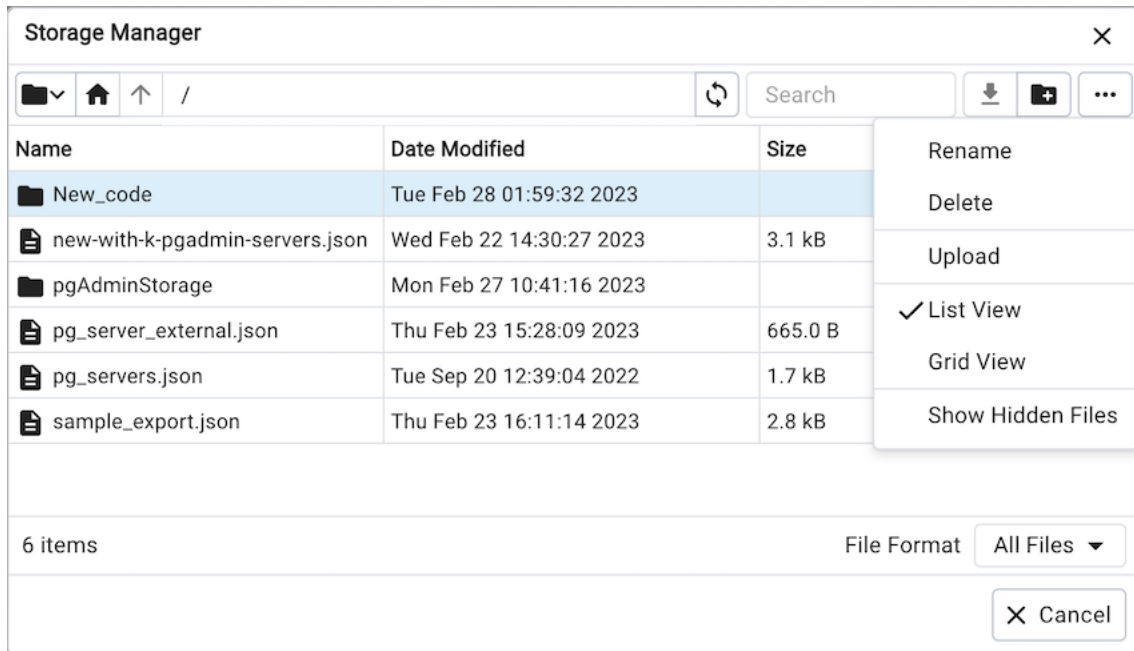 Storage Manager
/
Search
Name Date Modified Size
Rename
New_code Tue Feb 28 01:59:32 2023
Delete
new-with-k-pgadmin-servers.json Wed Feb 22 14:30:27 2023 3.1 kB
Upload
pgAdminStorage Mon Feb 27 10:41:16 2023
List View
pg_server_external.json Thu Feb 23 15:28:09 2023 665.0 B
Grid View
pg_servers.json Tue Sep 20 12:39:04 2022 1.7 kB
Show Hidden Files
sample_export.json Thu Feb 23 16:11:14 2023 2.8 kB
6 items File Format All Files
Cancel